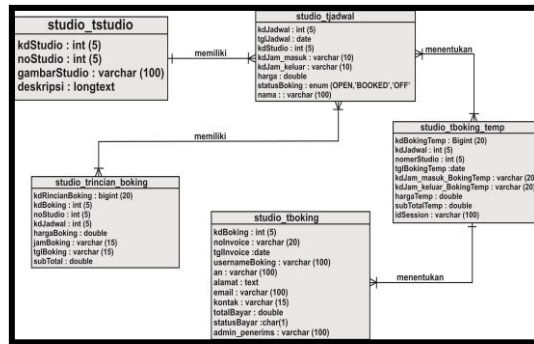 studio_tstudio
kdStudio : int (5)
noStudio : int (5)
gambarStudio : varchar (100)
deskripsi : longtext
memiliki
studio_tjadwal
kdJadwal : int (5)
tglJadwal : date
kdStudio : int (5)
kdJam_masuk : varchar (10)
kdJam_keluar : varchar (10)
harga : double
statusBoking : enum (OPEN,'BOOKED','OFF'
nama : : varchar (100)
menentukan
memiliki
studio_tboking_temp
kdBokingTemp : Bigint (20)
kdJadwal : int (5)
nomerStudio : int (5)
tglBokingTemp :date
kdJam_masuk_BokingTemp : varchar (20)
kdJam_keluar_BokingTemp : varchar (20)
hargaTemp : double
subTotalTemp : double
idSession : varchar (100)
studio_trincian_boking
kdRincianBoking : bigint (20)
kdBoking : int (5)
noStudio : int (5)
kdJadwal : int (5)
hargaBoking : double
jamBoking : varchar (15)
tglBoking : varchar (15)
subTotal : double
studio_tboking
kdBoking : int (5)
noInvoice : varchar (20)
tglInvoice :date
usernameBoking : varchar (100)
an : varchar (100)
alamat : text
email : varchar (100)
kontak : varchar (15)
totalBayar : double
statusBayar :char(1)
admin_penerims : varchar (100)
menentukan